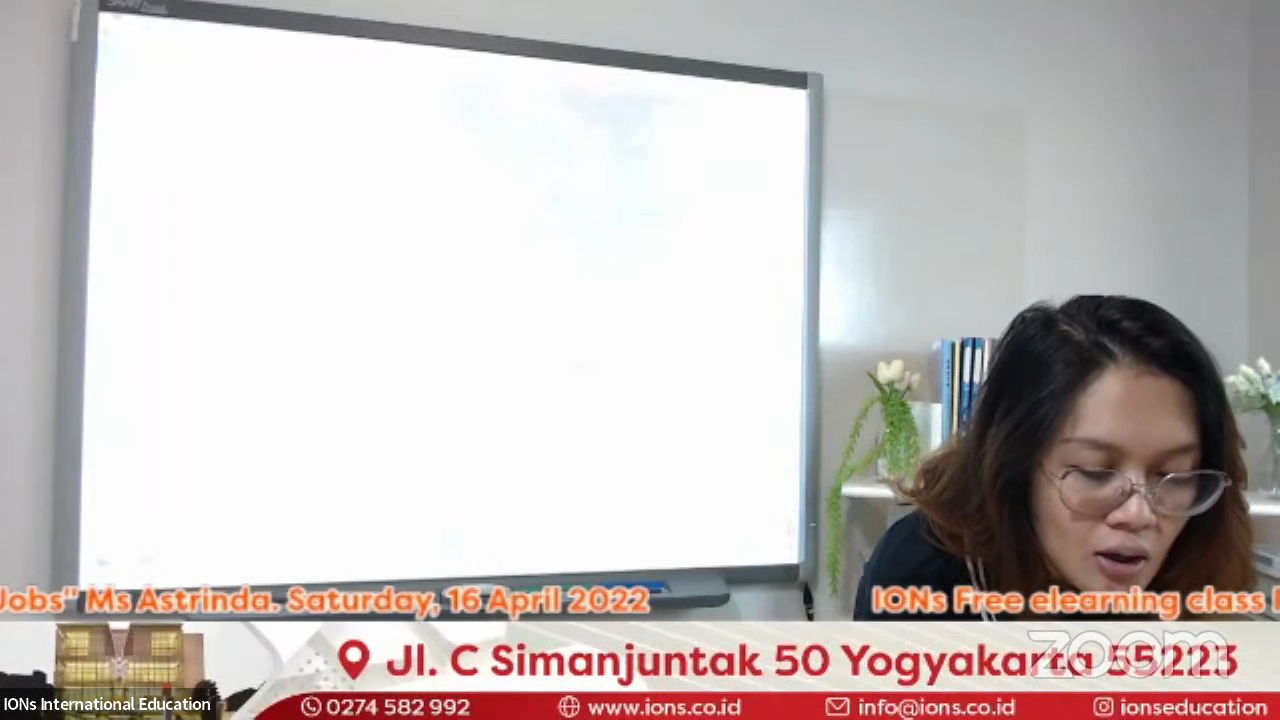 Jobs" Ms Astrinda. Saturday, 16 April 2022
IONs Free elearning class
Jl. C Simanjuntak 50 Yogyakarta 55223
zoom
IONs International Education
0274 582 992
www.ions.co.id
info@ions.co.id
ionseducation